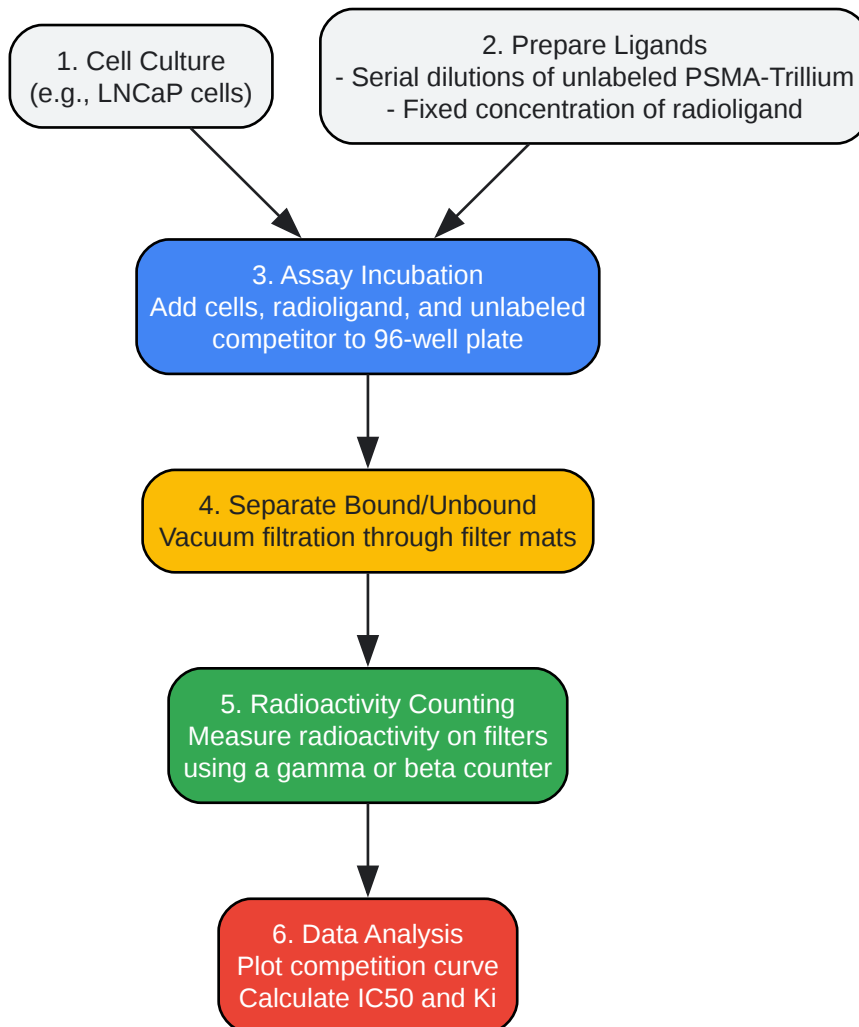 1. Cell Culture
(e.g., LNCaP cells)
2. Prepare Ligands
- Serial dilutions of unlabeled PSMA-Trillium
- Fixed concentration of radioligand
3. Assay Incubation
Add cells, radioligand, and unlabeled
competitor to 96-well plate
4. Separate Bound/Unbound
Vacuum filtration through filter mats
5. Radioactivity Counting
Measure radioactivity on filters
using a gamma or beta counter
6. Data Analysis
Plot competition curve
Calculate IC50 and Ki